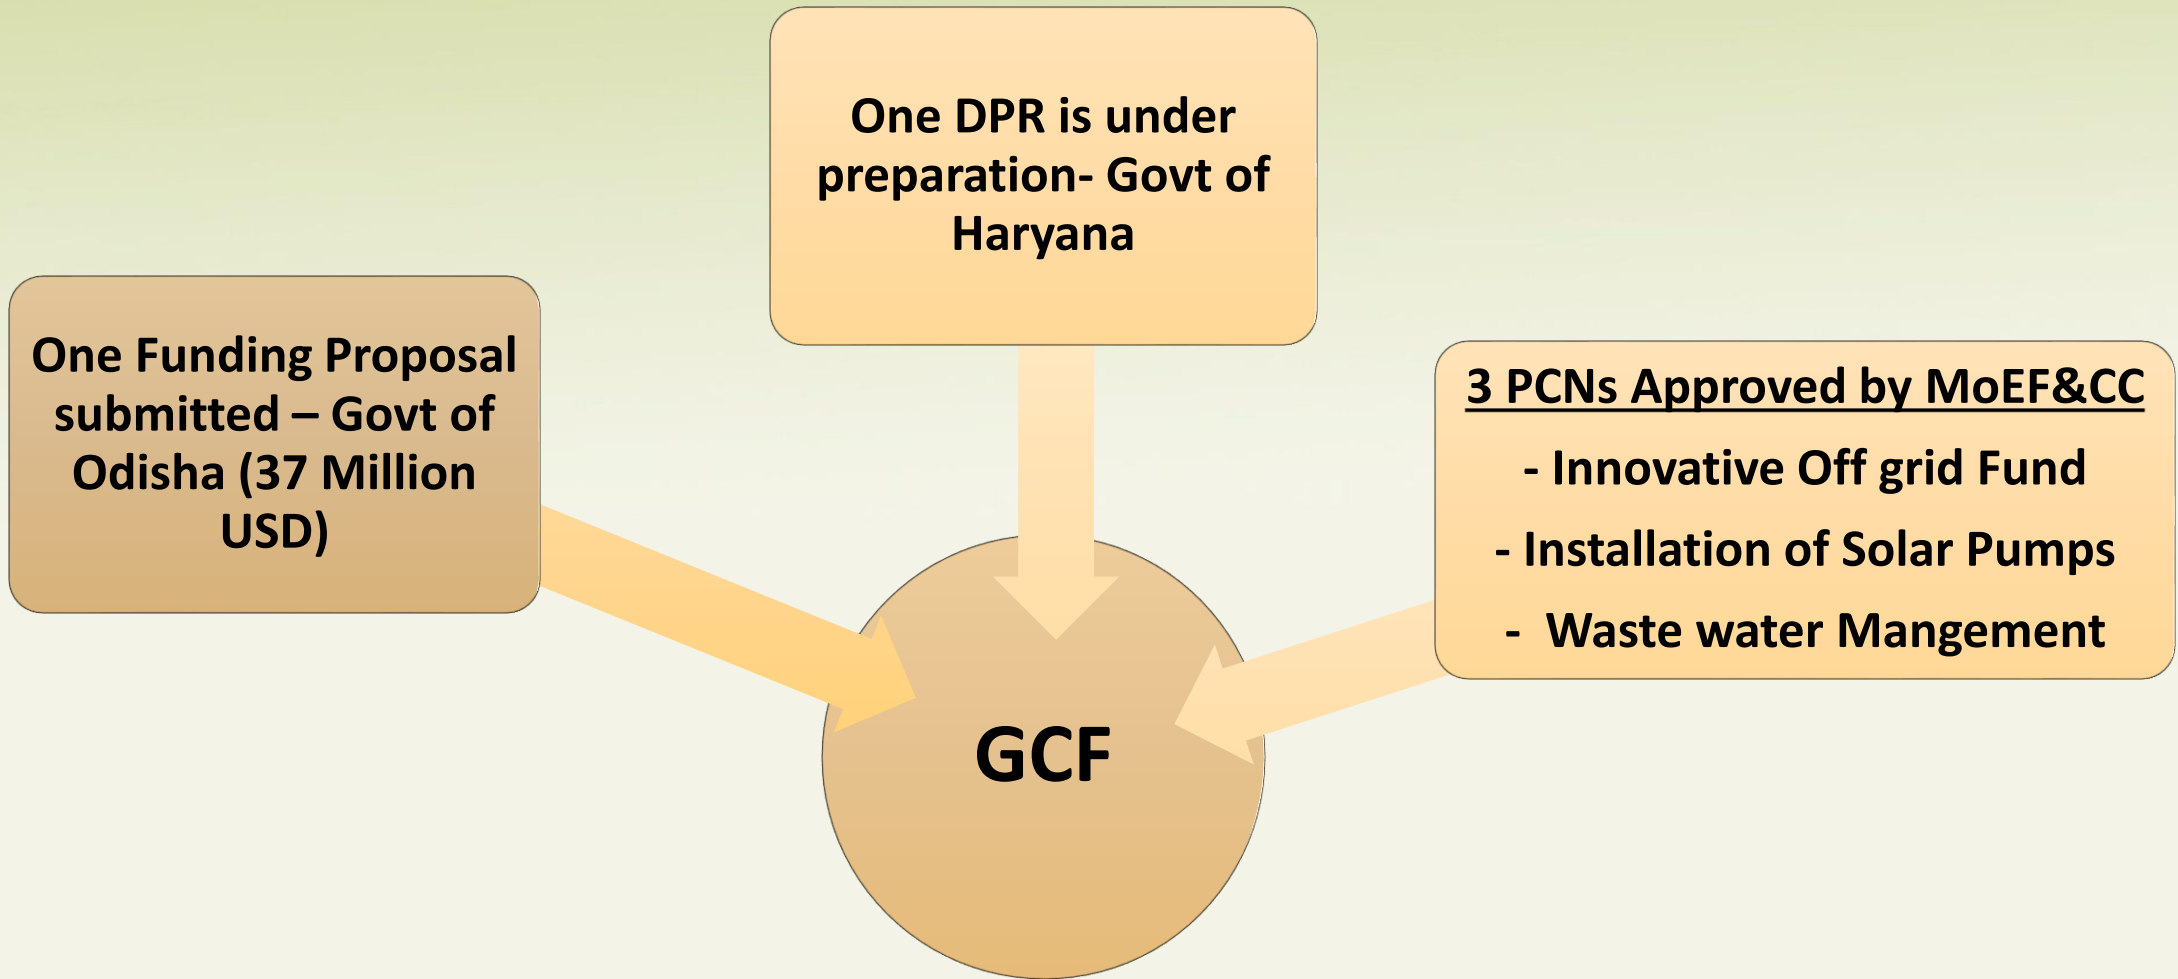 One DPR is under
preparation- Govt of
Haryana
One Funding Proposal
submitted – Govt of
Odisha (37 Million
USD)
3 PCNs Approved by MoEF&CC
- Innovative Off grid Fund
- Installation of Solar Pumps
- Waste water Mangement
GCF